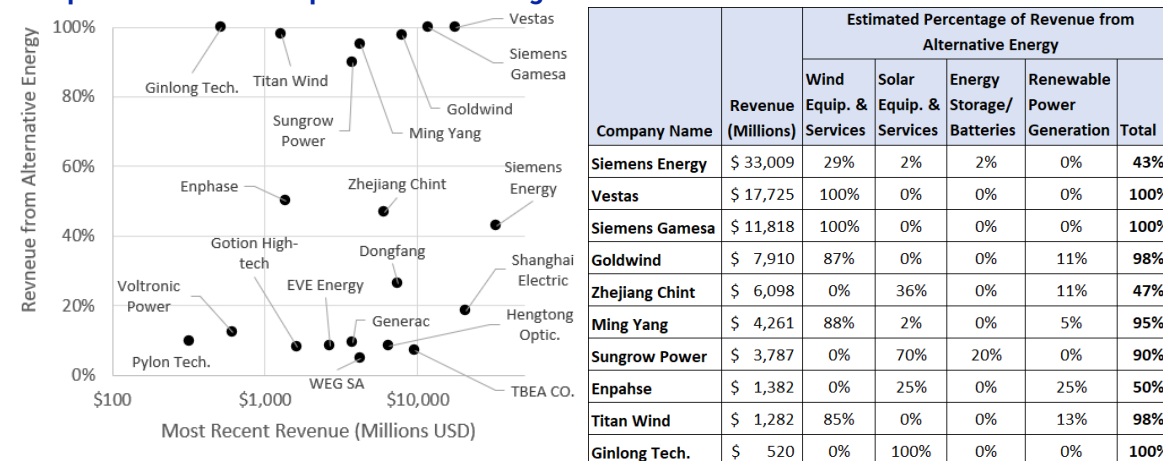 100%
80%
60%
40%
20%
0%
Revneue from Alternative Energy
$100
$1,000
$10,000
Most Recent Revenue (Millions USD)
Vestas
Siemens
Gamesa
Ginlong Tech.
Titan Wind
Goldwind
Sungrow
Power
Ming Yang
Siemens
Energy
Enphase
Zhejiang Chint
Gotion High-
tech
Dongfang
Shanghai
Electric
Voltronic
Power
EVE Energy
Generac
Hengtong
Optic.
Pylon Tech.
WEG SA
TBEA CO.
Estimated Percentage of Revenue from
Alternative Energy
Company Name
Revenue
(Millions)
Wind
Equip. &
Services
Solar
Equip. &
Services
Energy
Storage/
Batteries
Renewable
Power
Generation
Total
Siemens Energy $ 33,009 29% 2% 2% 0% 43%
Vestas $ 17,725 100% 0% 0% 0% 100%
Siemens Gamesa $ 11,818 100% 0% 0% 0% 100%
Goldwind $ 7,910 87% 0% 0% 11% 98%
Zhejiang Chint $ 6,098 0% 36% 0% 11% 47%
Ming Yang $ 4,261 88% 2% 0% 5% 95%
Sungrow Power $ 3,787 0% 70% 20% 0% 90%
Enpahse $ 1,382 0% 25% 0% 25% 50%
Titan Wind $ 1,282 85% 0% 0% 13% 98%
Ginlong Tech. $ 520 0% 100% 0% 0% 100%